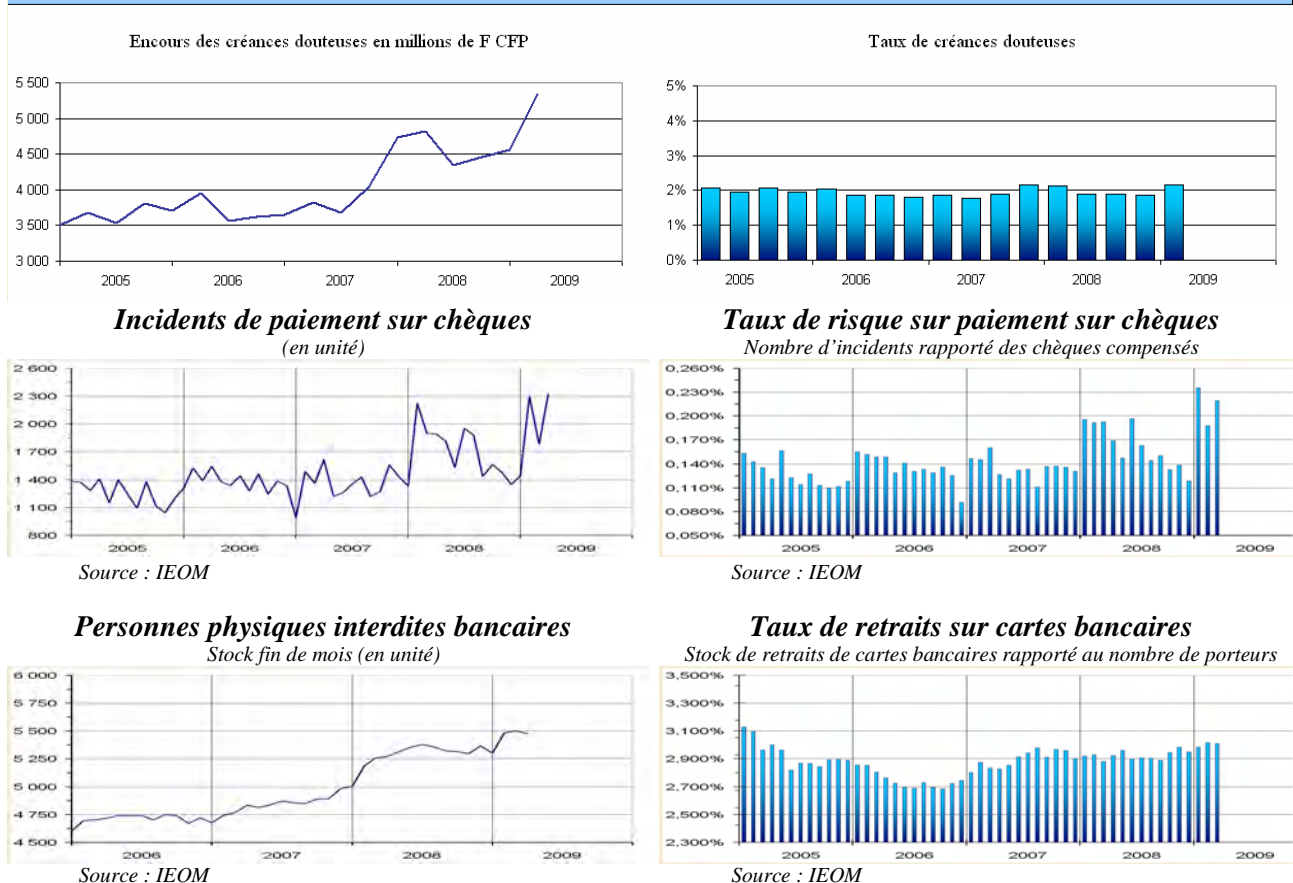 Encours des créances douteuses en millions de F CFP
5 500
5 000
4 500
4 000
3 500
3 000
2005 2006 2007 2008 2009
Taux de créances douteuses
5%
4%
3%
2%
1%
0%
2005 2006 2007 2008 2009
Incidents de paiement sur chèques
(en unité)
2 600
2 300
2 000
1 700
1 400
1 100
800
2005 2006 2007 2008 2009
Source : IEOM
Taux de risque sur paiement sur chèques
Nombre d’incidents rapporté des chèques compensés
0,260%
0,230%
0,200%
0,170%
0,140%
0,110%
0,080%
0,050%
2005 2006 2007 2008 2009
Source : IEOM
Personnes physiques interdites bancaires
Stock fin de mois (en unité)
6 000
5 750
5 500
5 250
5 000
4 750
4 500
2006 2007 2008 2009
Source : IEOM
Taux de retraits sur cartes bancaires
Stock de retraits de cartes bancaires rapporté au nombre de porteurs
3,500%
3,300%
3,100%
2,900%
2,700%
2,500%
2,300%
2005 2006 2007 2008 2009
Source : IEOM